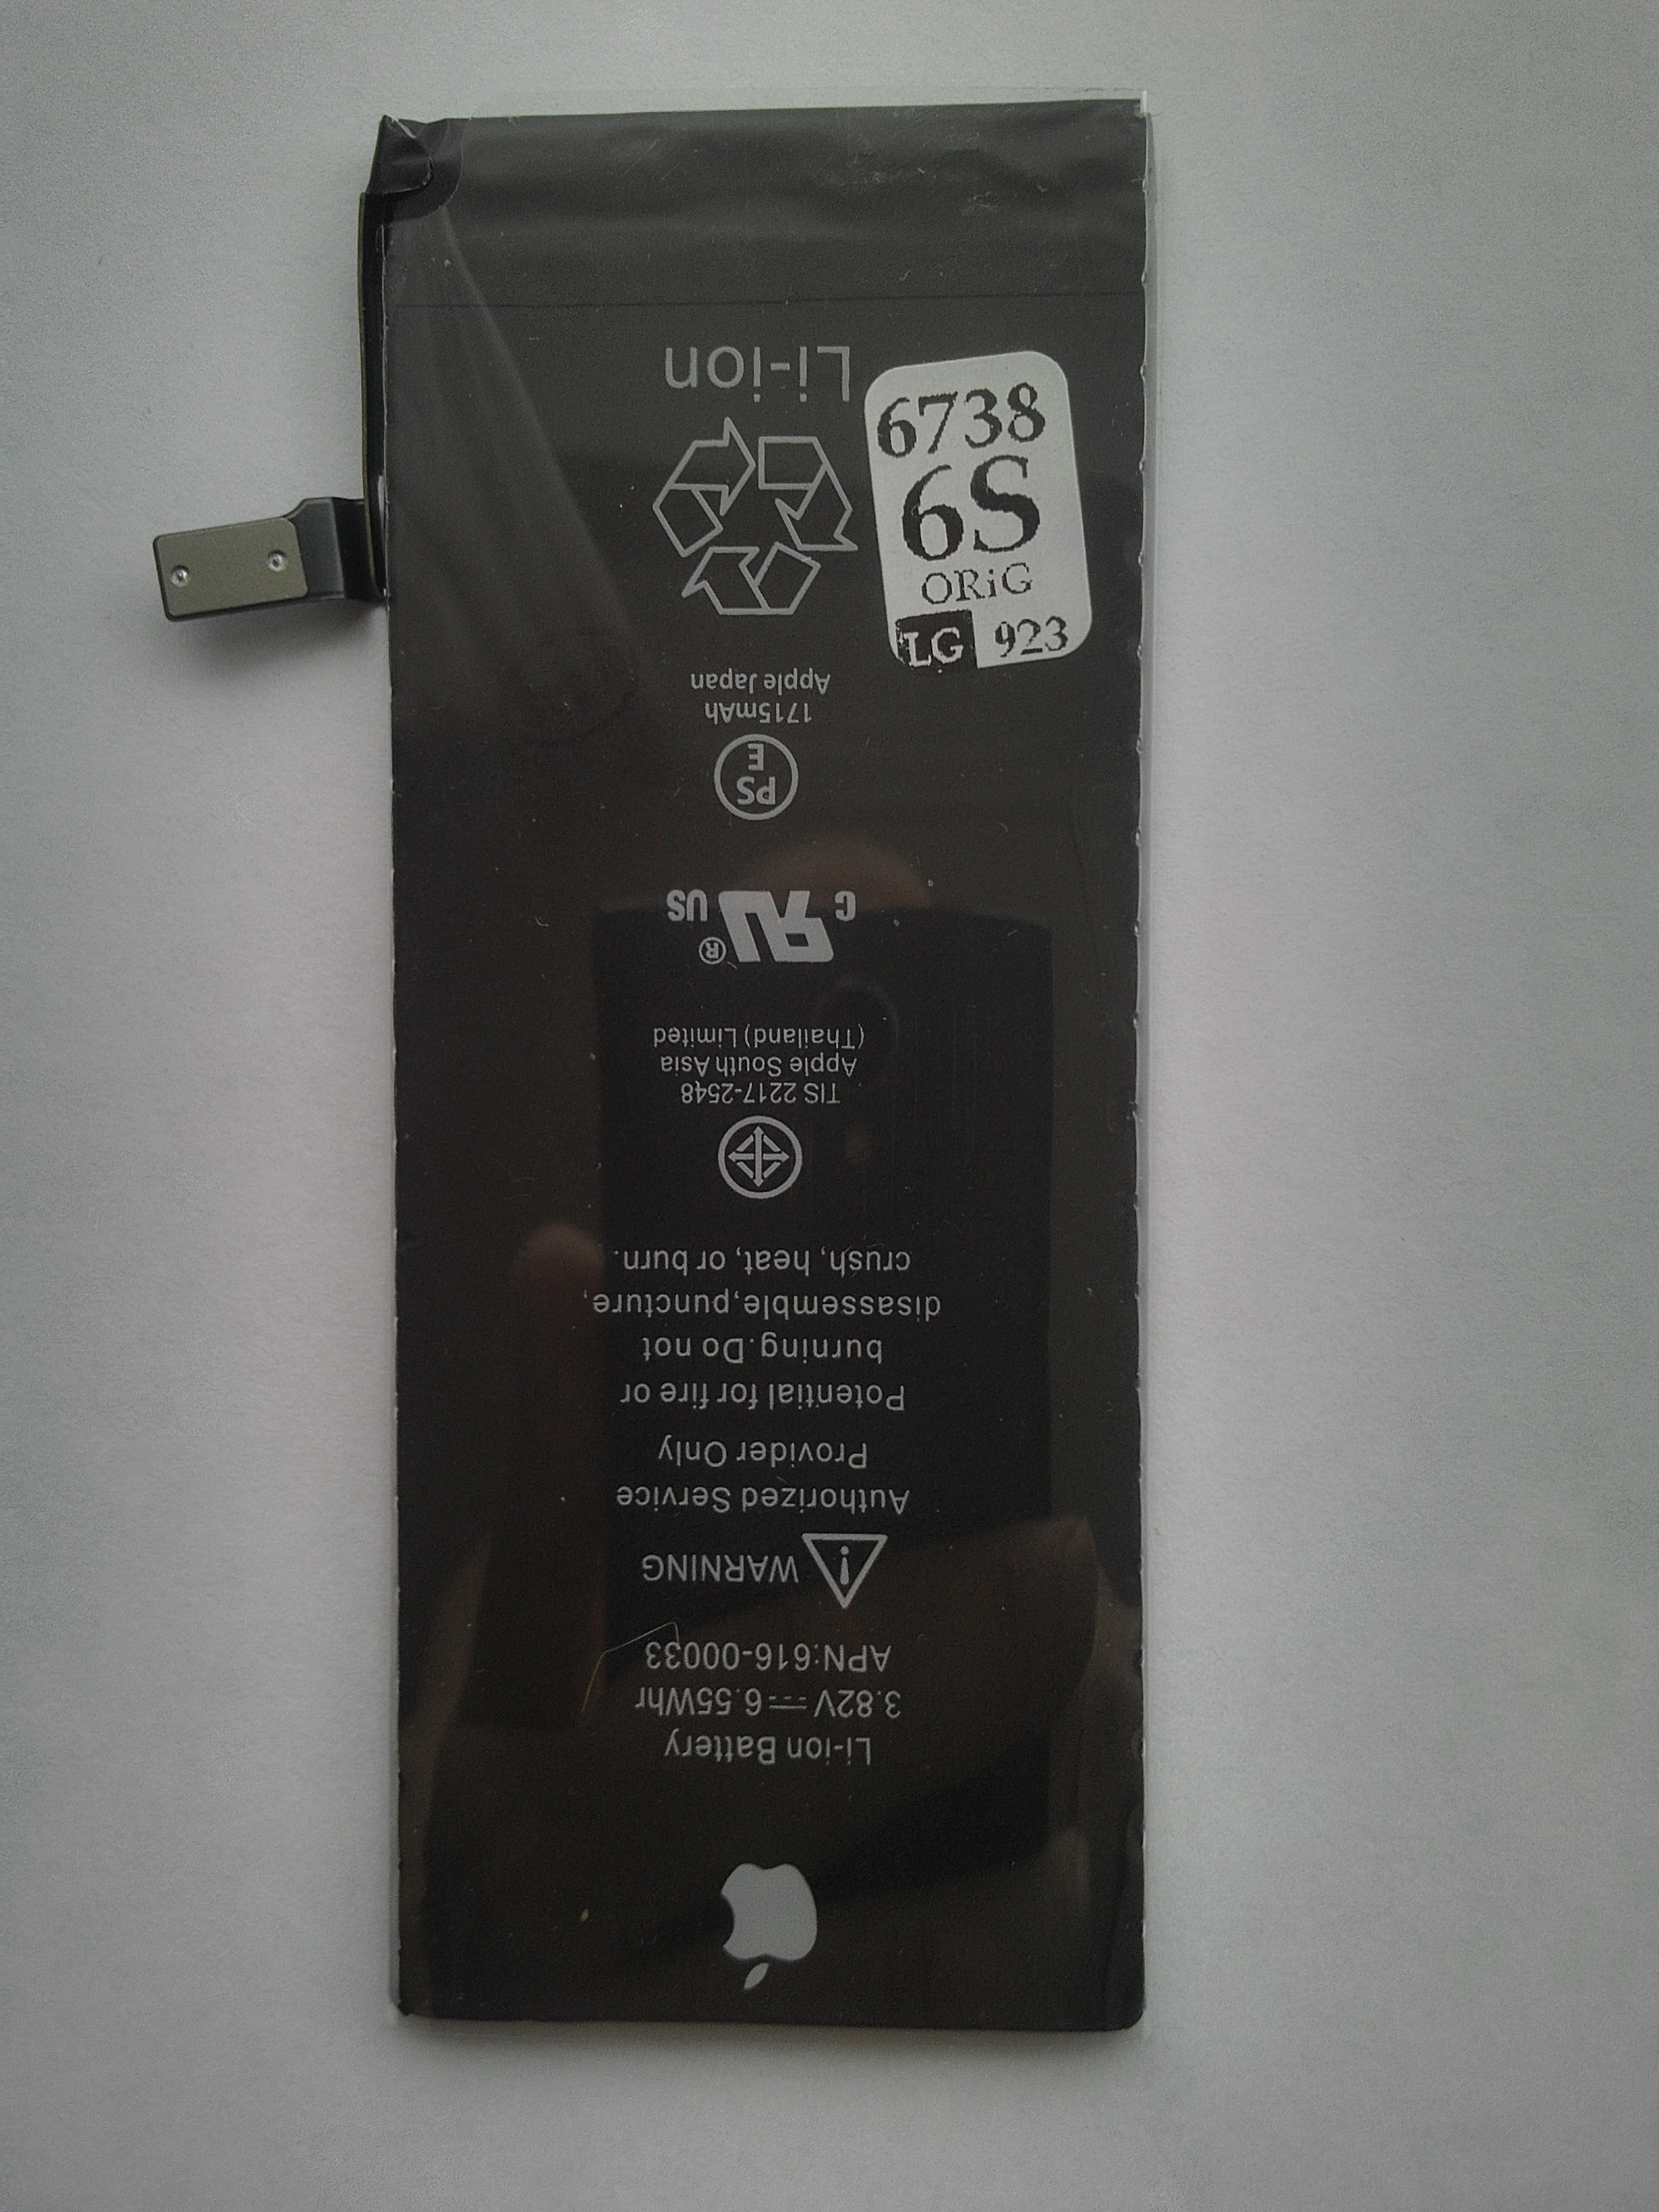 Li-ion Battery
3.82V⎓6.55Whr
APN:616-00033
WARNING
Authorized Service
Provider Only
Potential for fire or
burning.Do not
disassemble,puncture,
crush, heat, or burn.
TIS 2217-2548
Apple South Asia
(Thailand) Limited
C RU US ®
PS
E
1715mAh
Apple Japan
Li-ion
6738
6S
ORiG
LG 923